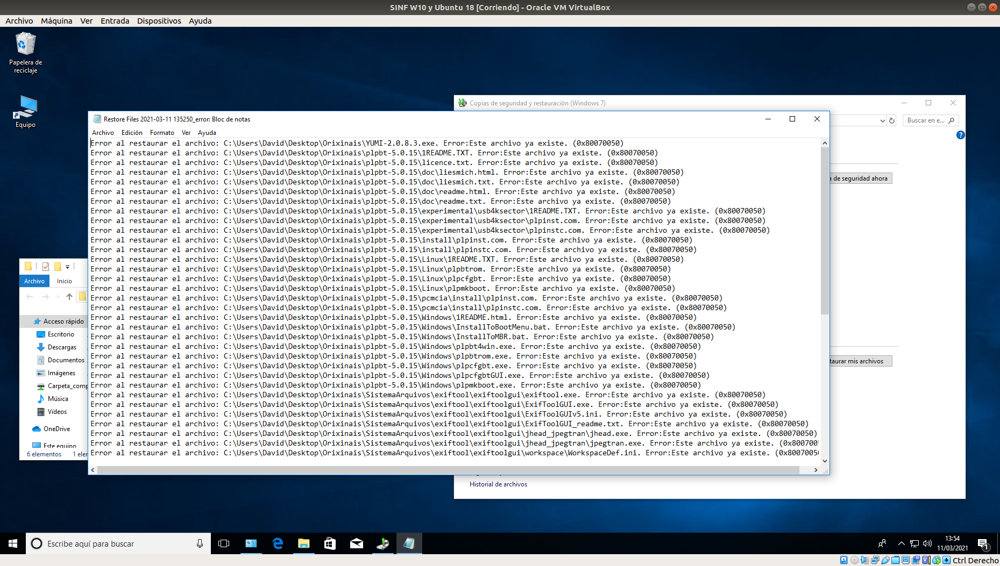 SINF W10 y Ubuntu 18 [Corriendo] - Oracle VM VirtualBox
Archivo Máquina Ver Entrada Dispositivos Ayuda
Papelera de
reciclaje
Equipo
Copias de seguridad y restauración (Windows 7)
Buscar en e...
a de seguridad ahora
taurar mis archivos
Historial de archivos
Restore Files 2021-03-11 135250_error: Bloc de notas
Archivo Edición Formato Ver Ayuda
Error al restaurar el archivo: C:\Users\David\Desktop\Orixinais\YUMI-2.0.8.3.exe. Error:Este archivo ya existe. (0x80070050)
Error al restaurar el archivo: C:\Users\David\Desktop\Orixinais\plpbt-5.0.15\1README.TXT. Error:Este archivo ya existe. (0x80070050)
Error al restaurar el archivo: C:\Users\David\Desktop\Orixinais\plpbt-5.0.15\licence.txt. Error:Este archivo ya existe. (0x80070050)
Error al restaurar el archivo: C:\Users\David\Desktop\Orixinais\plpbt-5.0.15\doc\liesmich.html. Error:Este archivo ya existe. (0x80070050)
Error al restaurar el archivo: C:\Users\David\Desktop\Orixinais\plpbt-5.0.15\doc\liesmich.txt. Error:Este archivo ya existe. (0x80070050)
Error al restaurar el archivo: C:\Users\David\Desktop\Orixinais\plpbt-5.0.15\doc\readme.html. Error:Este archivo ya existe. (0x80070050)
Error al restaurar el archivo: C:\Users\David\Desktop\Orixinais\plpbt-5.0.15\doc\readme.txt. Error:Este archivo ya existe. (0x80070050)
Error al restaurar el archivo: C:\Users\David\Desktop\Orixinais\plpbt-5.0.15\experimental\usb4ksector\1README.TXT. Error:Este archivo ya existe. (0x80070050)
Error al restaurar el archivo: C:\Users\David\Desktop\Orixinais\plpbt-5.0.15\experimental\usb4ksector\plpinst.com. Error:Este archivo ya existe. (0x80070050)
Error al restaurar el archivo: C:\Users\David\Desktop\Orixinais\plpbt-5.0.15\experimental\usb4ksector\plpinstc.com. Error:Este archivo ya existe. (0x80070050)
Error al restaurar el archivo: C:\Users\David\Desktop\Orixinais\plpbt-5.0.15\install\plpinst.com. Error:Este archivo ya existe. (0x80070050)
Error al restaurar el archivo: C:\Users\David\Desktop\Orixinais\plpbt-5.0.15\install\plpinstc.com. Error:Este archivo ya existe. (0x80070050)
Error al restaurar el archivo: C:\Users\David\Desktop\Orixinais\plpbt-5.0.15\Linux\1README.TXT. Error:Este archivo ya existe. (0x80070050)
Error al restaurar el archivo: C:\Users\David\Desktop\Orixinais\plpbt-5.0.15\Linux\plpbtrom. Error:Este archivo ya existe. (0x80070050)
Error al restaurar el archivo: C:\Users\David\Desktop\Orixinais\plpbt-5.0.15\Linux\plpcfgbt. Error:Este archivo ya existe. (0x80070050)
Error al restaurar el archivo: C:\Users\David\Desktop\Orixinais\plpbt-5.0.15\Linux\plpmkboot. Error:Este archivo ya existe. (0x80070050)
Error al restaurar el archivo: C:\Users\David\Desktop\Orixinais\plpbt-5.0.15\pcmcia\install\plpinst.com. Error:Este archivo ya existe. (0x80070050)
Error al restaurar el archivo: C:\Users\David\Desktop\Orixinais\plpbt-5.0.15\pcmcia\install\plpinstc.com. Error:Este archivo ya existe. (0x80070050)
Error al restaurar el archivo: C:\Users\David\Desktop\Orixinais\plpbt-5.0.15\Windows\1README.html. Error:Este archivo ya existe. (0x80070050)
Error al restaurar el archivo: C:\Users\David\Desktop\Orixinais\plpbt-5.0.15\Windows\InstallToBootMenu.bat. Error:Este archivo ya existe. (0x80070050)
Error al restaurar el archivo: C:\Users\David\Desktop\Orixinais\plpbt-5.0.15\Windows\InstallToMBR.bat. Error:Este archivo ya existe. (0x80070050)
Error al restaurar el archivo: C:\Users\David\Desktop\Orixinais\plpbt-5.0.15\Windows\plpbt4win.exe. Error:Este archivo ya existe. (0x80070050)
Error al restaurar el archivo: C:\Users\David\Desktop\Orixinais\plpbt-5.0.15\Windows\plpbtrom.exe. Error:Este archivo ya existe. (0x80070050)
Error al restaurar el archivo: C:\Users\David\Desktop\Orixinais\plpbt-5.0.15\Windows\plpcfgbt.exe. Error:Este archivo ya existe. (0x80070050)
Error al restaurar el archivo: C:\Users\David\Desktop\Orixinais\plpbt-5.0.15\Windows\plpcfgbtGUI.exe. Error:Este archivo ya existe. (0x80070050)
Error al restaurar el archivo: C:\Users\David\Desktop\Orixinais\plpbt-5.0.15\Windows\plpmkboot.exe. Error:Este archivo ya existe. (0x80070050)
Error al restaurar el archivo: C:\Users\David\Desktop\Orixinais\SistemaArquivos\exiftool\exiftoolgui\exiftool.exe. Error:Este archivo ya existe. (0x80070050)
Error al restaurar el archivo: C:\Users\David\Desktop\Orixinais\SistemaArquivos\exiftool\exiftoolgui\ExifToolGUI.exe. Error:Este archivo ya existe. (0x80070050)
Error al restaurar el archivo: C:\Users\David\Desktop\Orixinais\SistemaArquivos\exiftool\exiftoolgui\ExifToolGUIv5.ini. Error:Este archivo ya existe. (0x80070050)
Error al restaurar el archivo: C:\Users\David\Desktop\Orixinais\SistemaArquivos\exiftool\exiftoolgui\ExifToolGUI_readme.txt. Error:Este archivo ya existe. (0x80070050)
Error al restaurar el archivo: C:\Users\David\Desktop\Orixinais\SistemaArquivos\exiftool\exiftoolgui\jhead_jpegtran\jhead.exe. Error:Este archivo ya existe. (0x80070050)
Error al restaurar el archivo: C:\Users\David\Desktop\Orixinais\SistemaArquivos\exiftool\exiftoolgui\jhead_jpegtran\jpegtran.exe. Error:Este archivo ya existe. (0x800700
Error al restaurar el archivo: C:\Users\David\Desktop\Orixinais\SistemaArquivos\exiftool\exiftoolgui\workspace\WorkspaceDef.ini. Error:Este archivo ya existe. (0x800705
Archivo Inicio
Acceso rápido
Escritorio
Descargas
Documentos
Imágenes
Carpeta_comp
Música
Vídeos
OneDrive
Este equipo
6 elementos 1 eler
Escribe aquí para buscar
13:54
11/03/2021
1
Ctrl Derecho